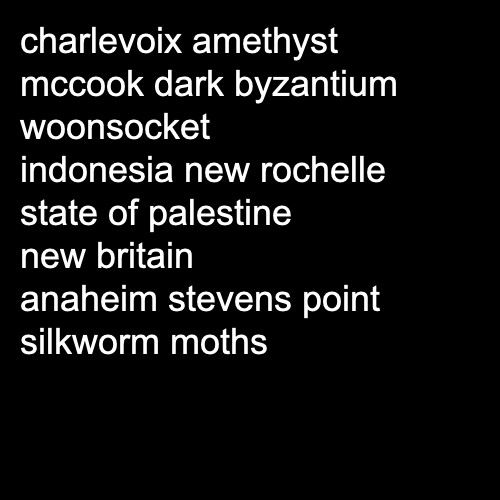 charlevoix amethyst
mccook dark byzantium
woonsocket
indonesia new rochelle
state of palestine
new britain
anaheim stevens point
silkworm moths